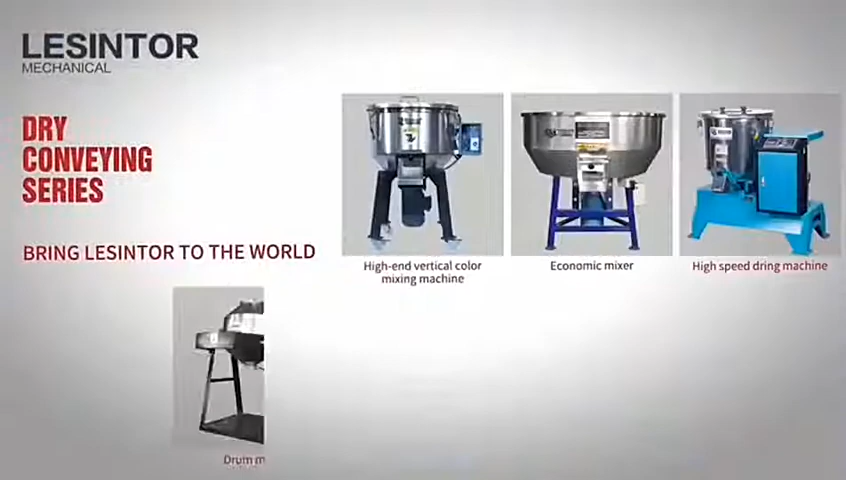 LESINTOR
MECHANICAL
DRY
CONVEYING
SERIES
BRING LESINTOR TO THE WORLD
High-end vertical color
mixing machine
Economic mixer
High speed dring machine
Drum m